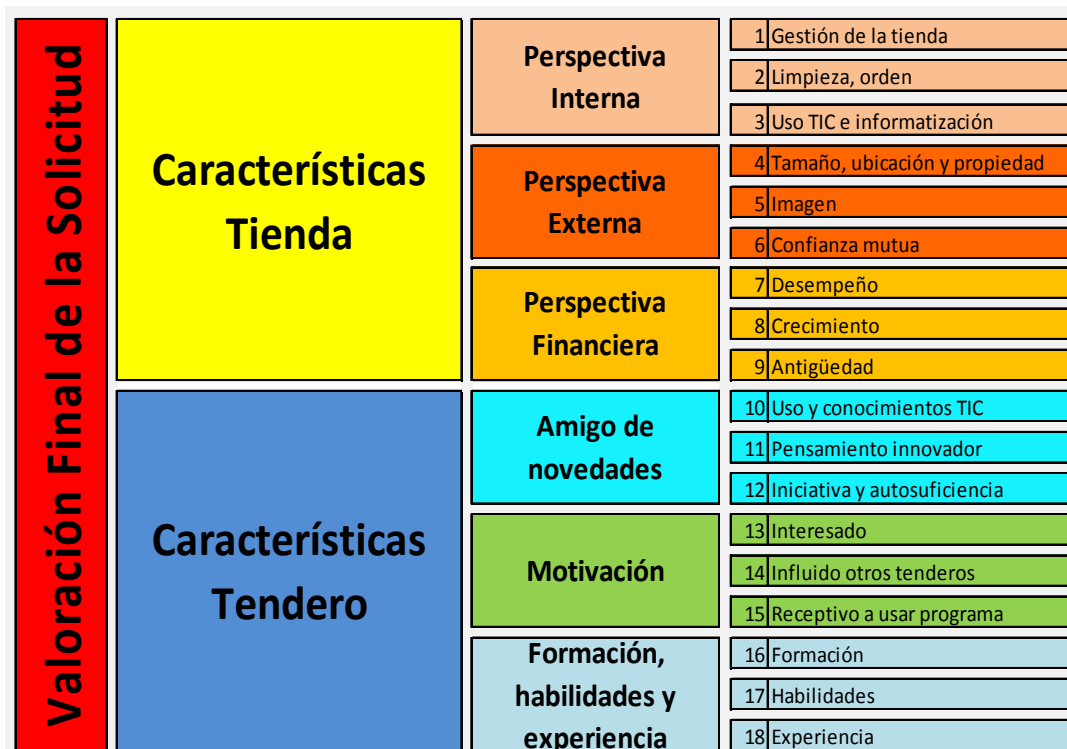 Valoración Final de la Solicitud
Características
Tienda
Perspectiva
Interna
1 Gestión de la tienda
2 Limpieza, orden
3 Uso TIC e informatización
Perspectiva
Externa
4 Tamaño, ubicación y propiedad
5 Imagen
6 Confianza mutua
Perspectiva
Financiera
7 Desempeño
8 Crecimiento
9 Antigüedad
Características
Tendero
Amigo de
novedades
10 Uso y conocimientos TIC
11 Pensamiento innovador
12 Iniciativa y autosuficiencia
Motivación
13 Interesado
14 Influido otros tenderos
15 Receptivo a usar programa
Formación,
habilidades y
experiencia
16 Formación
17 Habilidades
18 Experiencia